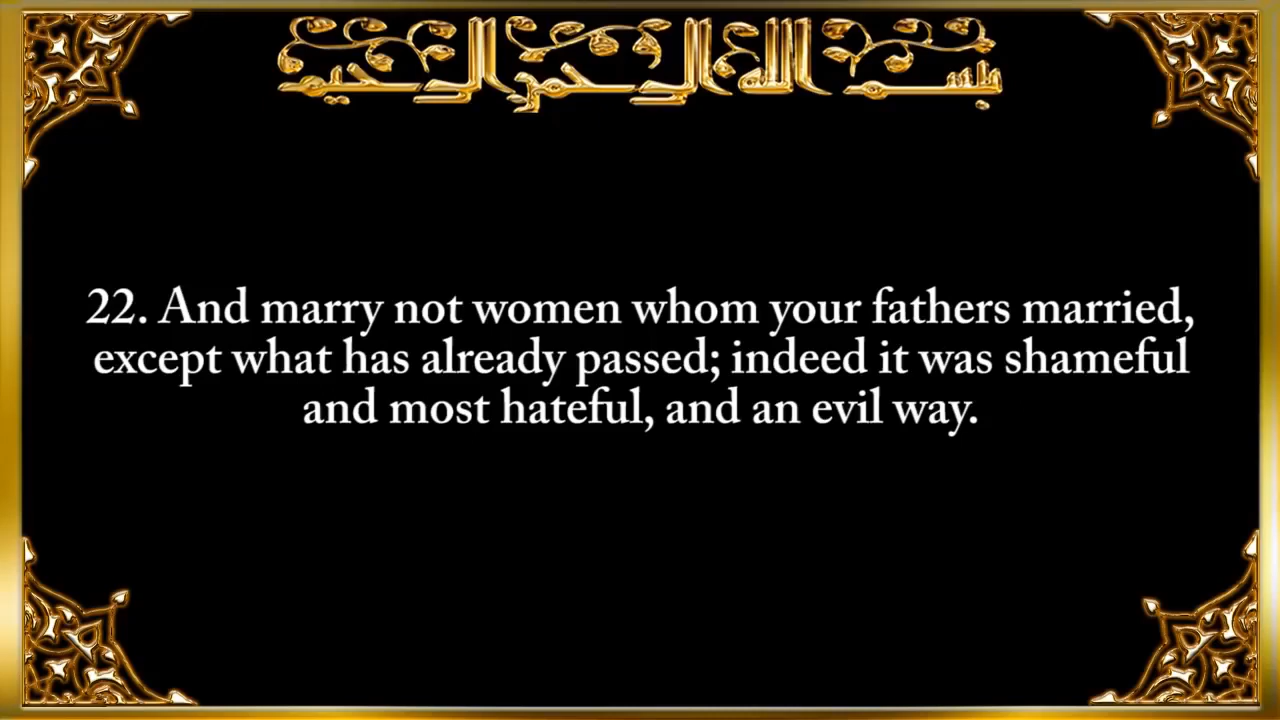 بسم الله الرحمن الرحيم
22. And marry not women whom your fathers married,
except what has already passed; indeed it was shameful
and most hateful, and an evil way.